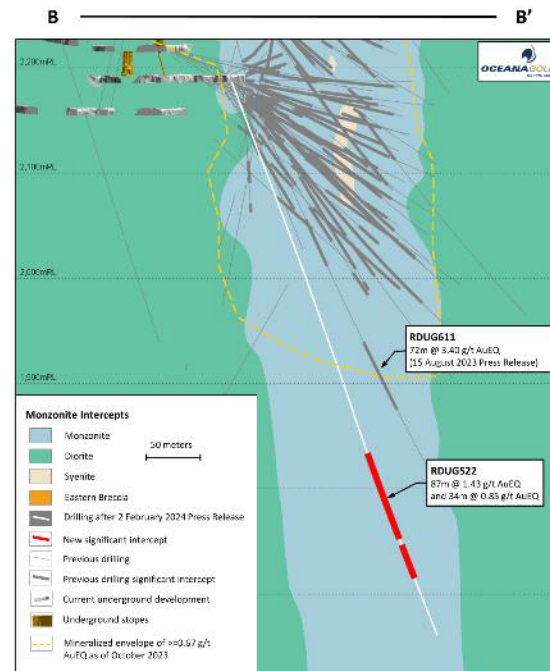 B B’
OCEANAGOLD
2,200mRL
2,100mRL
2,000mRL
1,900mRL
RDUG611
72m @ 3.40 g/t AuEQ
(15 August 2023 Press Release)
RDUG522
87m @ 1.43 g/t AuEQ
and 34m @ 0.85 g/t AuEQ
Monzonite Intercepts
Monzonite
50 meters
Diorite
Syenite
Eastern Breccia
Drilling after 2 February 2024 Press Release
New significant intercept
Previous drilling
Previous drilling significant intercept
Current underground development
Underground stopes
Mineralized envelope of >=0.67 g/t
AuEQ as of October 2023